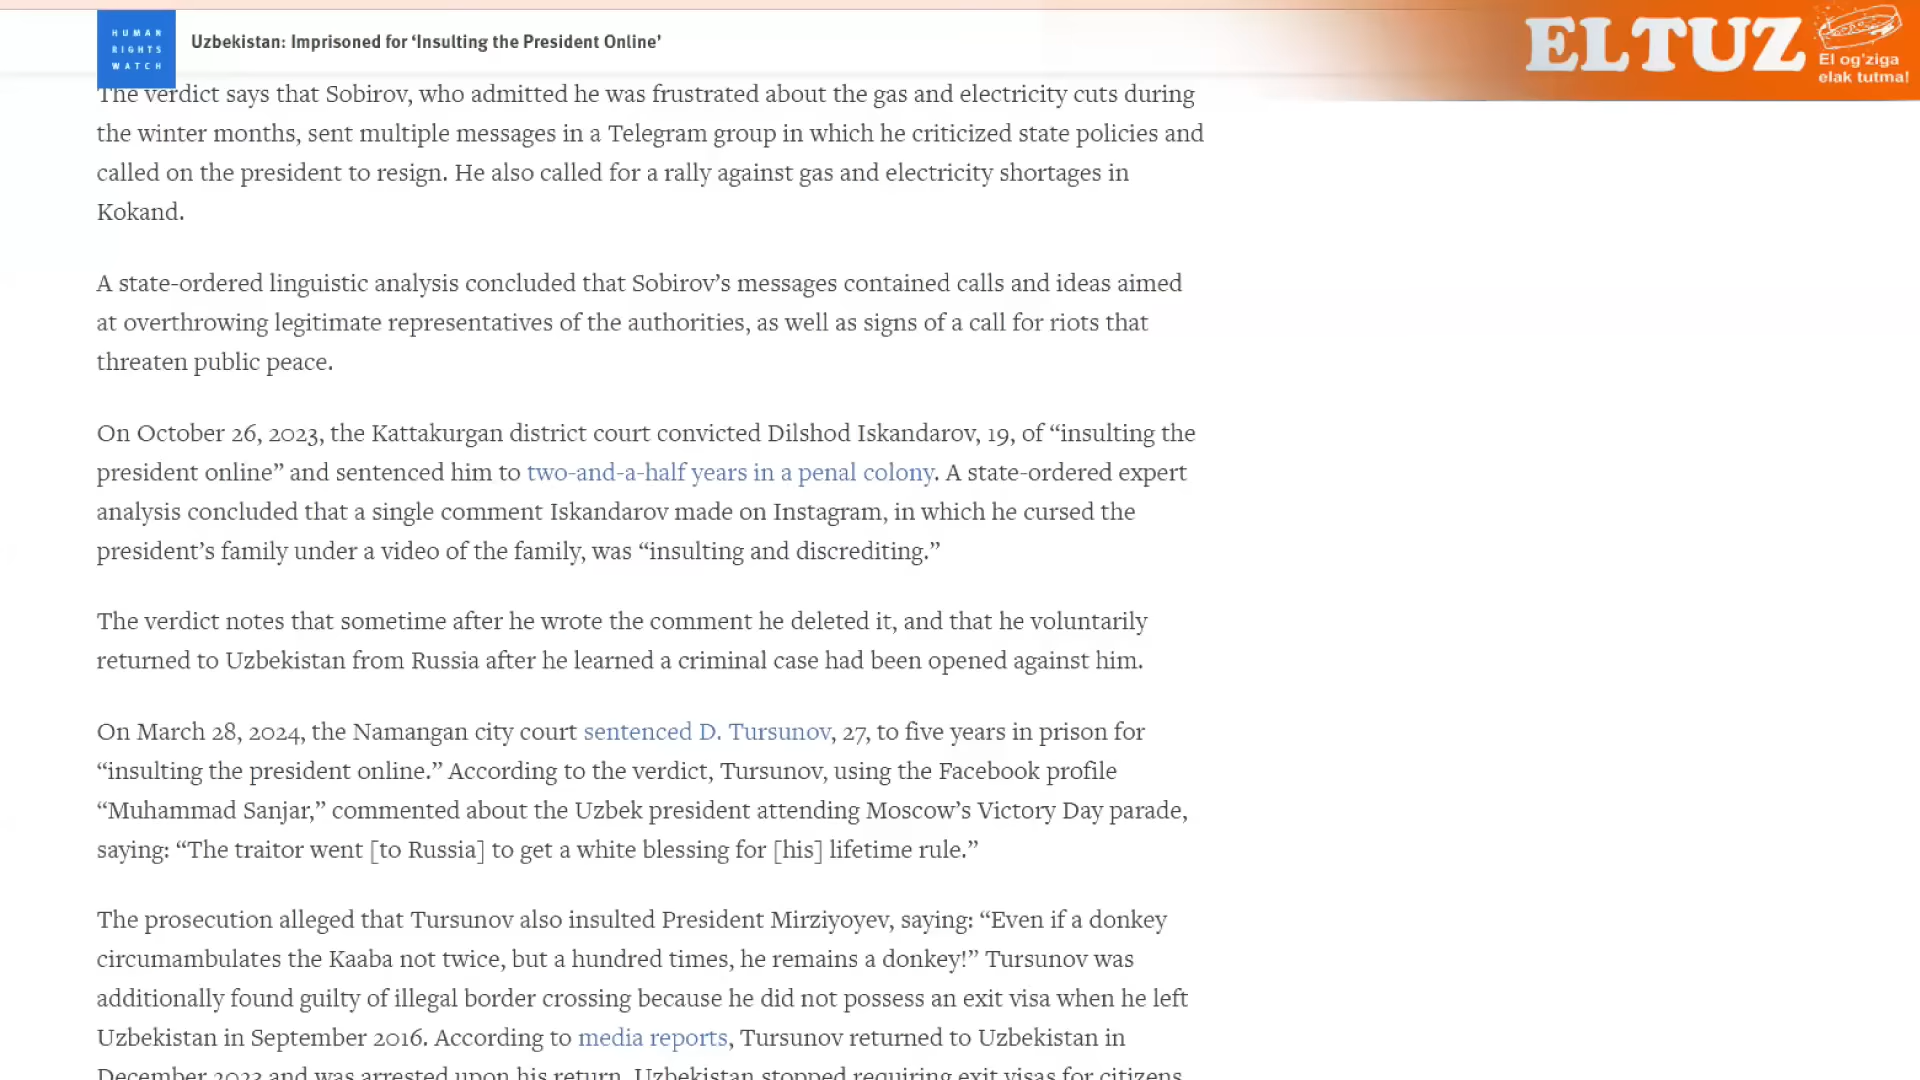 HUMAN
RIGHTS
WATCH
Uzbekistan: Imprisoned for ‘Insulting the President Online’
ELTUZ
El og'ziga
elak tutma!
The verdict says that Sobirov, who admitted he was frustrated about the gas and electricity cuts during
the winter months, sent multiple messages in a Telegram group in which he criticized state policies and
called on the president to resign. He also called for a rally against gas and electricity shortages in
Kokand.
A state-ordered linguistic analysis concluded that Sobirov’s messages contained calls and ideas aimed
at overthrowing legitimate representatives of the authorities, as well as signs of a call for riots that
threaten public peace.
On October 26, 2023, the Kattakurgan district court convicted Dilshod Iskandarov, 19, of “insulting the
president online” and sentenced him to two-and-a-half years in a penal colony. A state-ordered expert
analysis concluded that a single comment Iskandarov made on Instagram, in which he cursed the
president’s family under a video of the family, was “insulting and discrediting.”
The verdict notes that sometime after he wrote the comment he deleted it, and that he voluntarily
returned to Uzbekistan from Russia after he learned a criminal case had been opened against him.
On March 28, 2024, the Namangan city court sentenced D. Tursunov, 27, to five years in prison for
“insulting the president online.” According to the verdict, Tursunov, using the Facebook profile
“Muhammad Sanjar,” commented about the Uzbek president attending Moscow’s Victory Day parade,
saying: “The traitor went [to Russia] to get a white blessing for [his] lifetime rule.”
The prosecution alleged that Tursunov also insulted President Mirziyoyev, saying: “Even if a donkey
circumambulates the Kaaba not twice, but a hundred times, he remains a donkey!” Tursunov was
additionally found guilty of illegal border crossing because he did not possess an exit visa when he left
Uzbekistan in September 2016. According to media reports, Tursunov returned to Uzbekistan in
December 2023 and was arrested upon his return. Uzbekistan stopped requiring exit visas for citizens